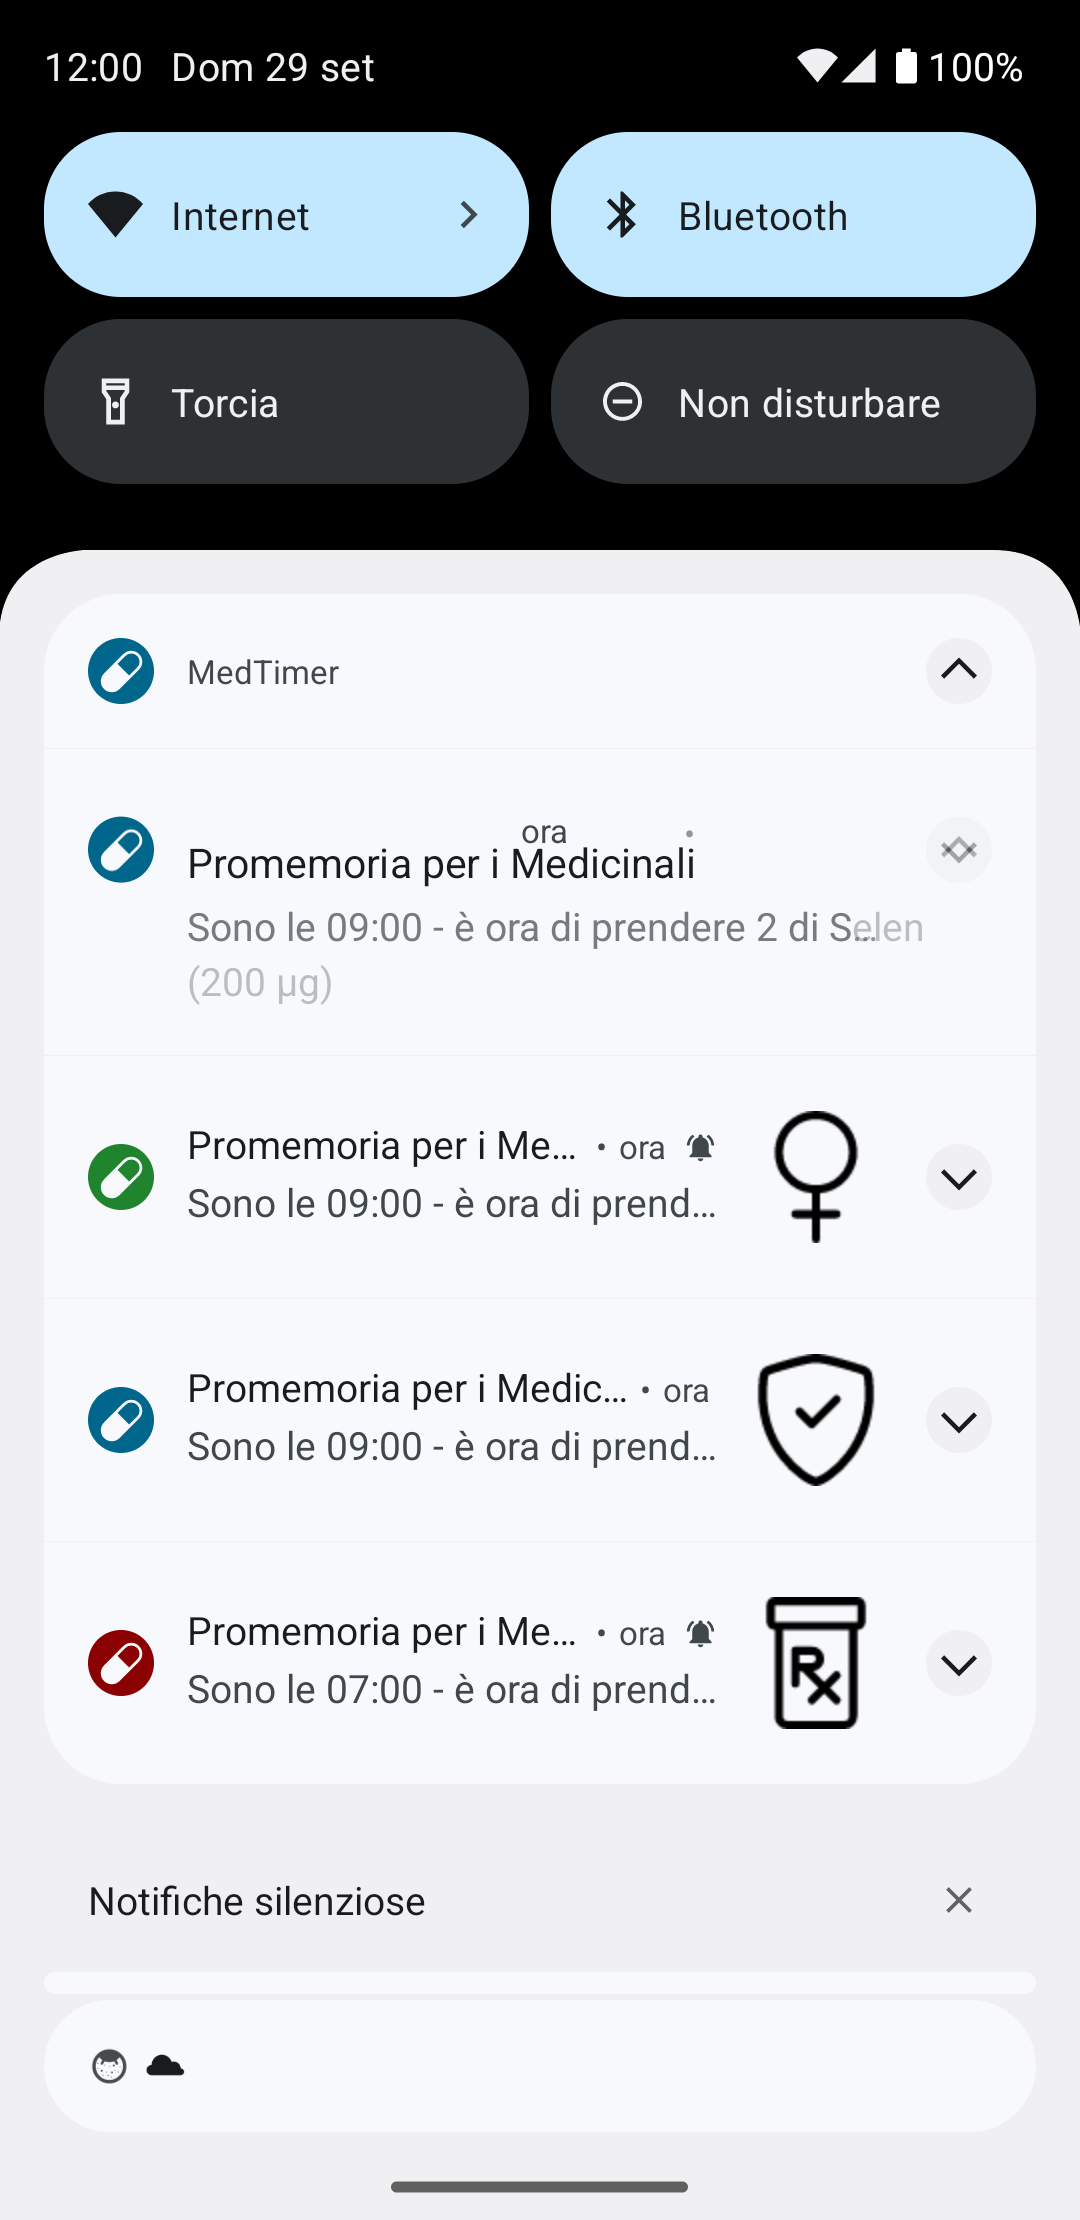 12:00 Dom 29 set 100%
Internet
Bluetooth
Torcia
Non disturbare
MedTimer
ora •
Promemoria per i Medicinali
Sono le 09:00 - è ora di prendere 2 di Selen
(200 µg)
Promemoria per i Me… • ora
Sono le 09:00 - è ora di prend…
Promemoria per i Medic… • ora
Sono le 09:00 - è ora di prend…
Promemoria per i Me… • ora
Sono le 07:00 - è ora di prend…
Rx
Notifiche silenziose